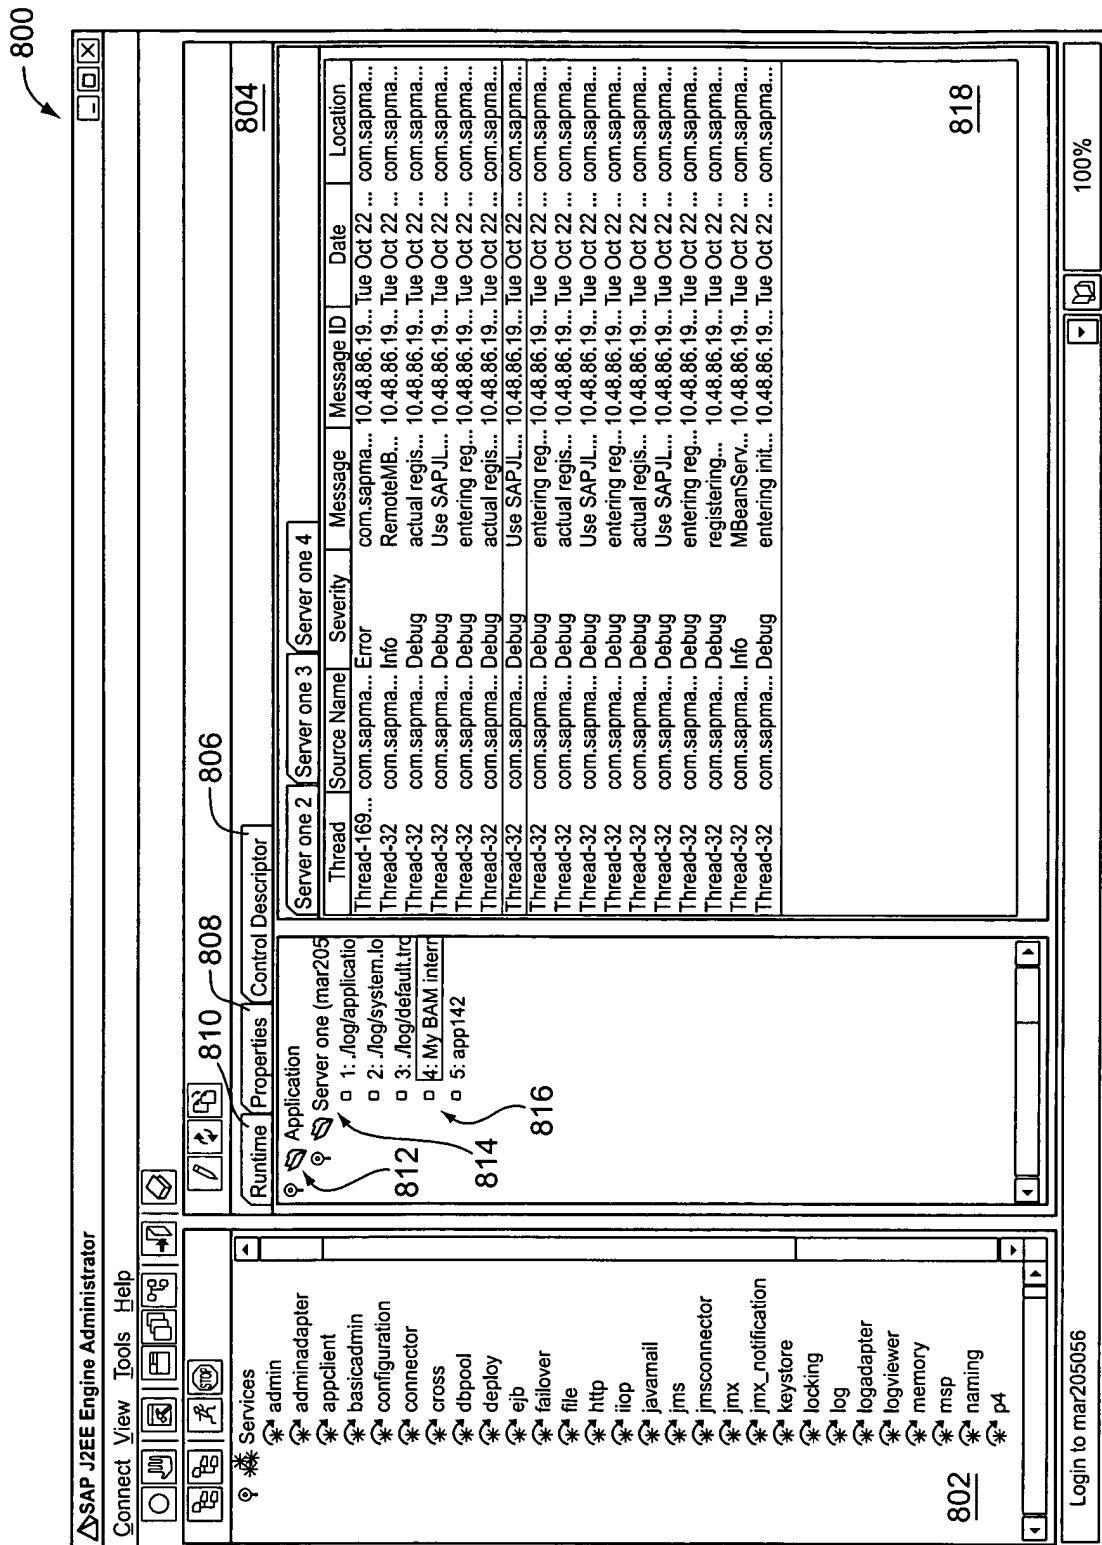 800
SAP J2EE Engine Administrator
Connect View Tools Help
STOP
804
810
808
806
Services
admin
adminadapter
appclient
basicadmin
configuration
connector
cross
dbpool
deploy
ejb
failover
file
http
iiop
javamail
jms
jmsconnector
jmx
jmx_notification
keystore
locking
log
logadapter
logviewer
memory
msp
naming
p4
802
Runtime Properties Control Descriptor
Application
Server one (mar205
1: ./log/applicatio
2: ./log/system.lo
3: ./log/default.trc
4: My BAM intern
5: app142
812
814
816
Server one 2 Server one 3 Server one 4
Thread Source Name Severity Message Message ID Date Location
Thread-169... com.sapma... Error com.sapma... 10.48.86.19... Tue Oct 22 ... com.sapma...
Thread-32 com.sapma... Info RemoteMB... 10.48.86.19... Tue Oct 22 ... com.sapma...
Thread-32 com.sapma... Debug actual regis... 10.48.86.19... Tue Oct 22 ... com.sapma...
Thread-32 com.sapma... Debug Use SAPJL... 10.48.86.19... Tue Oct 22 ... com.sapma...
Thread-32 com.sapma... Debug entering reg... 10.48.86.19... Tue Oct 22 ... com.sapma...
Thread-32 com.sapma... Debug actual regis... 10.48.86.19... Tue Oct 22 ... com.sapma...
Thread-32 com.sapma... Debug Use SAPJL... 10.48.86.19... Tue Oct 22 ... com.sapma...
Thread-32 com.sapma... Debug entering reg... 10.48.86.19... Tue Oct 22 ... com.sapma...
Thread-32 com.sapma... Debug actual regis... 10.48.86.19... Tue Oct 22 ... com.sapma...
Thread-32 com.sapma... Debug Use SAPJL... 10.48.86.19... Tue Oct 22 ... com.sapma...
Thread-32 com.sapma... Debug entering reg... 10.48.86.19... Tue Oct 22 ... com.sapma...
Thread-32 com.sapma... Debug actual regis... 10.48.86.19... Tue Oct 22 ... com.sapma...
Thread-32 com.sapma... Debug Use SAPJL... 10.48.86.19... Tue Oct 22 ... com.sapma...
Thread-32 com.sapma... Debug entering reg... 10.48.86.19... Tue Oct 22 ... com.sapma...
Thread-32 com.sapma... Debug registering... 10.48.86.19... Tue Oct 22 ... com.sapma...
Thread-32 com.sapma... Info MBeanServ... 10.48.86.19... Tue Oct 22 ... com.sapma...
Thread-32 com.sapma... Debug entering init... 10.48.86.19... Tue Oct 22 ... com.sapma...
818
Login to mar205056
100%